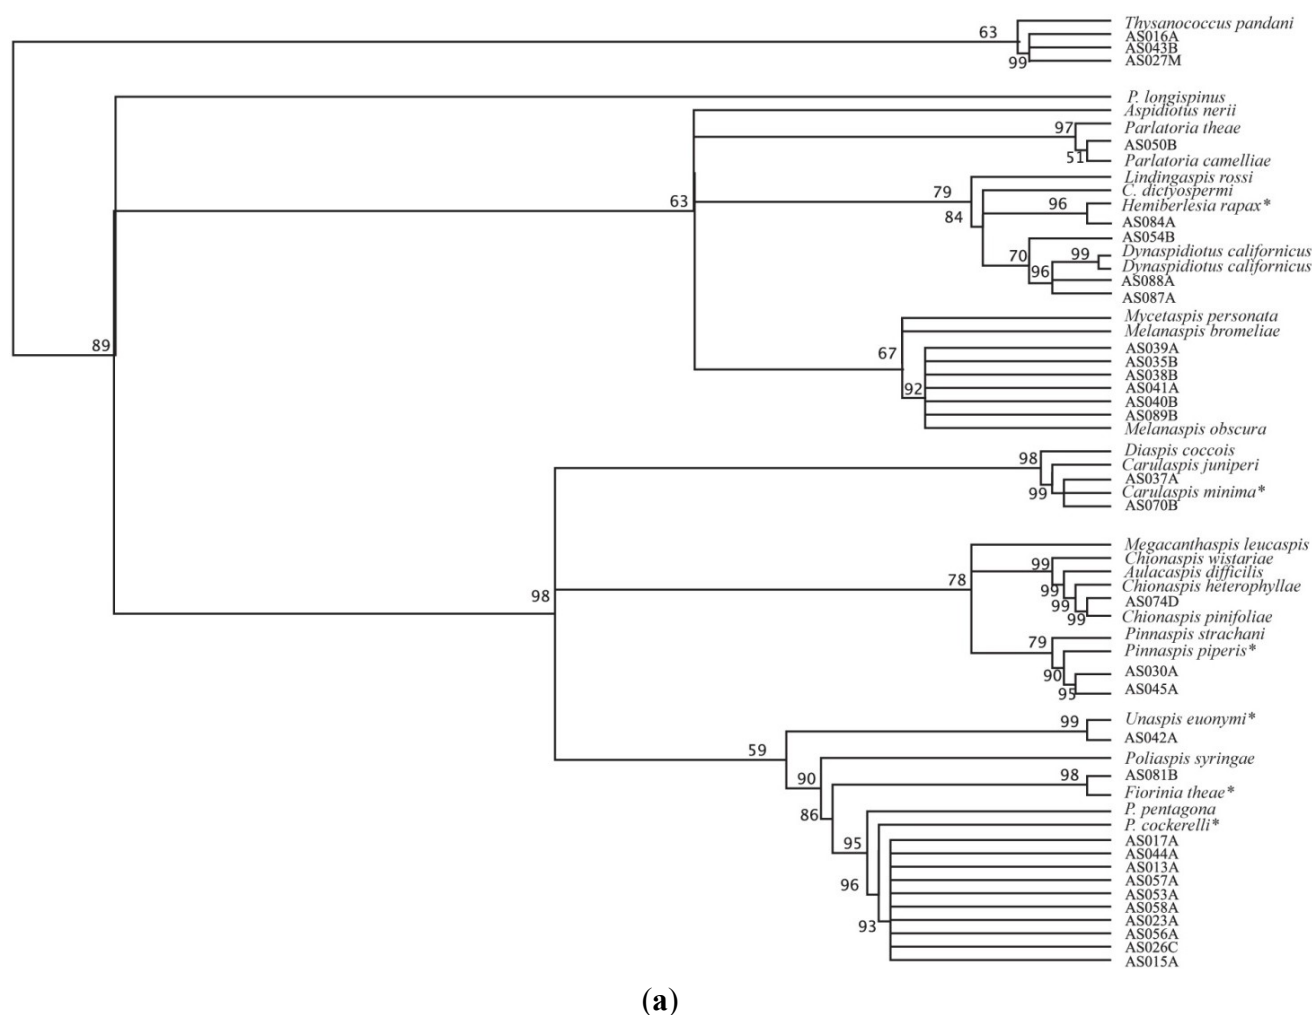 Thysanococcus pandani
63
AS016A
AS043B
99
AS027M
P. longispinus
Aspidiotus nerii
97
Parlatoria theae
AS050B
51
Parlatoria camelliae
Lindingaspis rossi
79
C. dictyospermi
63
96
Hemiberlesia rapax*
84
AS084A
AS054B
70
99
Dynaspidiotus californicus
96
Dynaspidiotus californicus
AS088A
AS087A
Mycetaspis personata
Melanaspis bromeliae
89
67
AS039A
AS035B
AS038B
92
AS041A
AS040B
AS089B
Melanaspis obscura
98
Diaspis coccois
Carulaspis juniperi
AS037A
99
Carulaspis minima*
AS070B
Megacanthaspis leucaspis
99
Chionaspis wistariae
78
Aulacaspis difficilis
99
Chionaspis heterophyllae
98
99
AS074D
99
Chionaspis pinifoliae
79
Pinnaspis strachani
Pinnaspis piperis*
90
AS030A
95
AS045A
99
Unaspis euonymi*
AS042A
59
Poliaspis syringae
90
98
AS081B
Fiorinia theae*
86
P. pentagona
P. cockerelli*
95
AS017A
AS044A
AS013A
96
AS057A
AS053A
AS058A
93
AS023A
AS056A
AS026C
AS015A
(a)